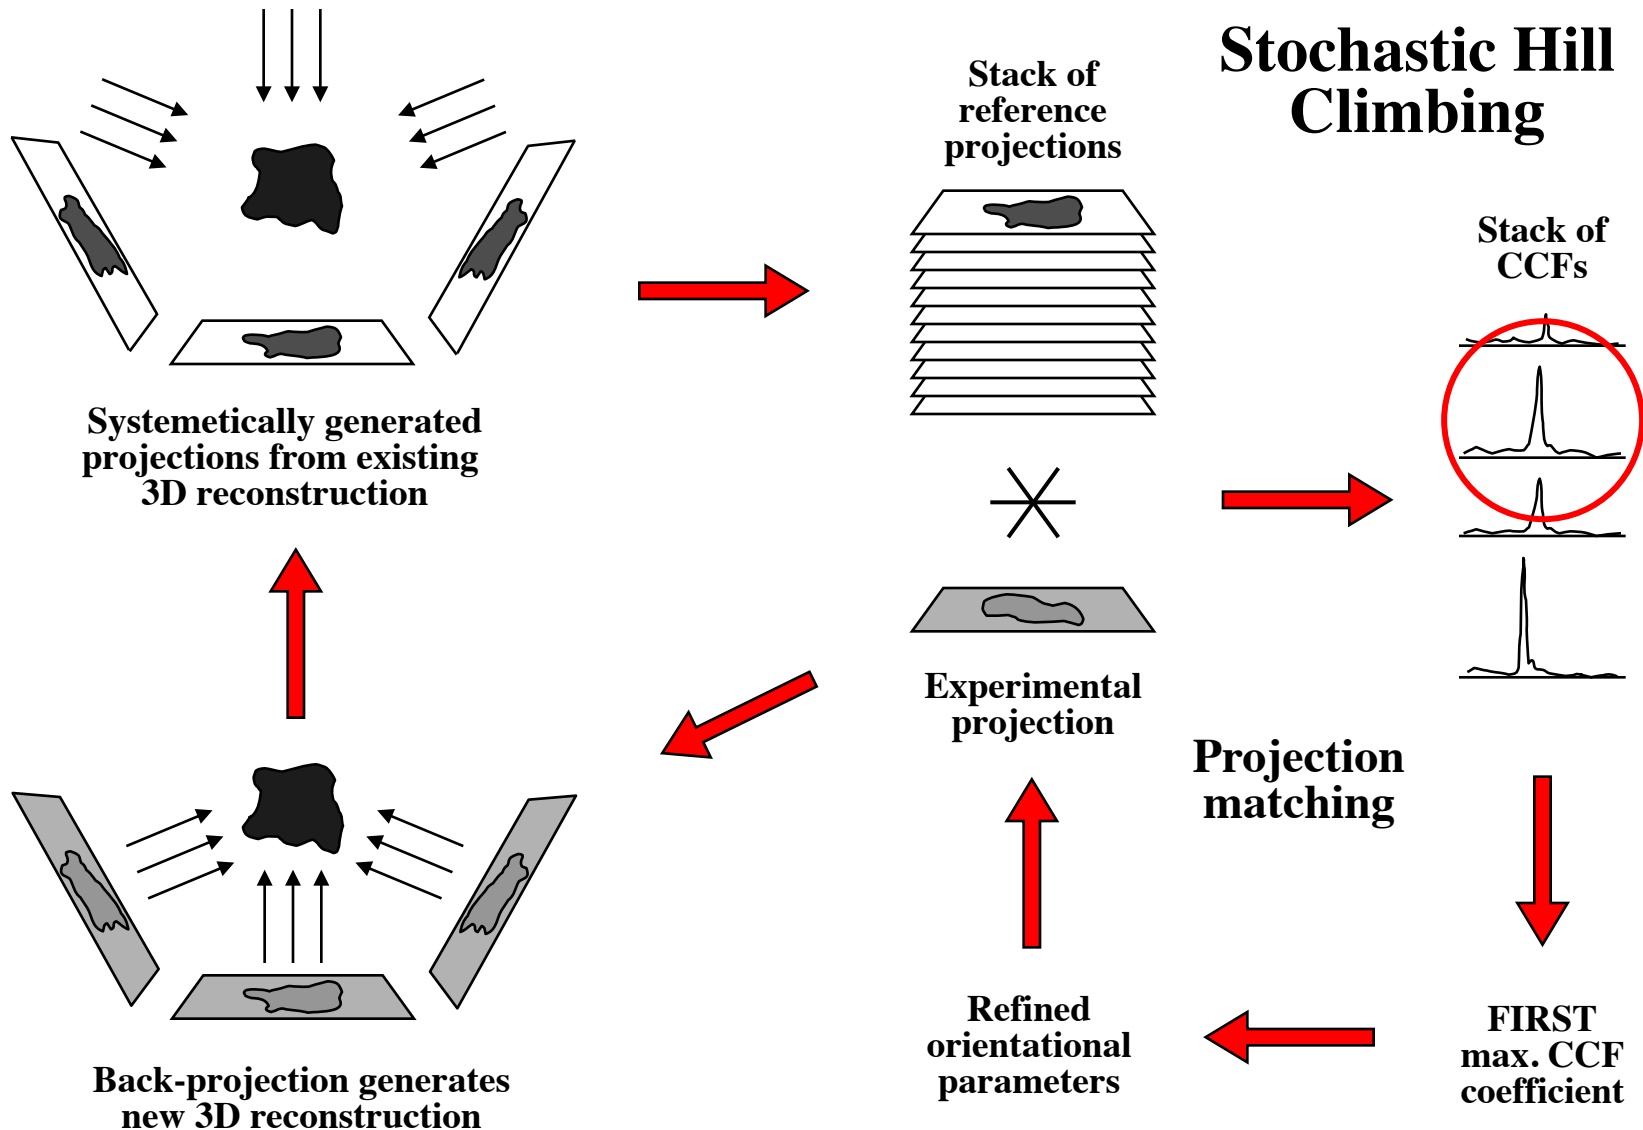 Stochastic Hill
Climbing
Stack of
reference
projections
Stack of
CCFs
Systemetically generated
projections from existing
3D reconstruction
Experimental
projection
Projection
matching
Refined
orientational
parameters
FIRST
max. CCF
coefficient
Back-projection generates
new 3D reconstruction